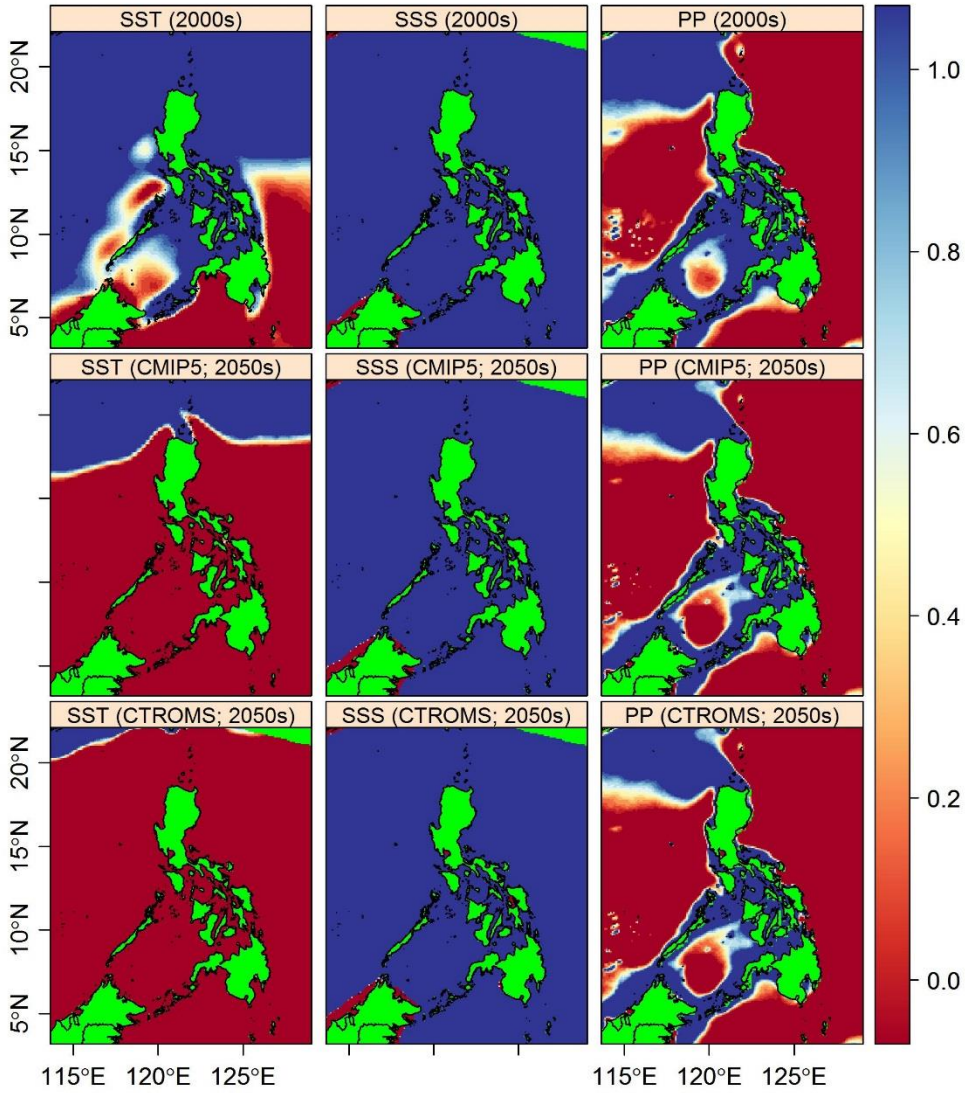 SST (2000s) SSS (2000s) PP (2000s)
20°N
15°N
10°N
5°N
1.0
0.8
SST (CMIP5; 2050s) SSS (CMIP5; 2050s) PP (CMIP5; 2050s)
0.6
0.4
SST (CTROMS; 2050s) SSS (CTROMS; 2050s) PP (CTROMS; 2050s)
20°N
15°N
10°N
5°N
0.2
0.0
115°E 120°E 125°E 115°E 120°E 125°E